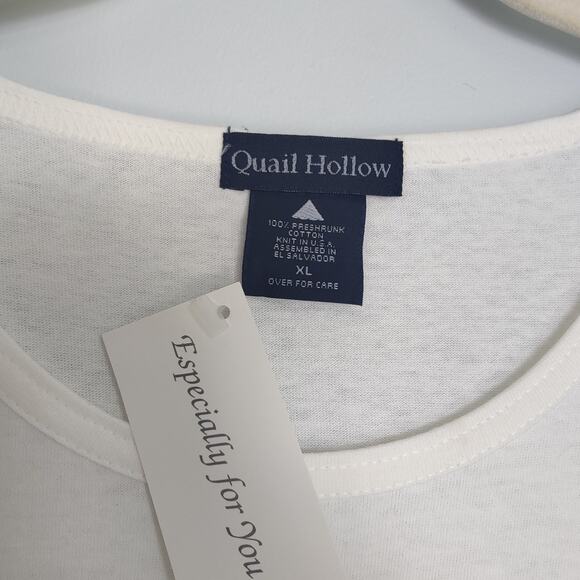 Quail Hollow
100% PRESHRUNK
COTTON
KNIT IN U.S.A.
ASSEMBLED IN
EL SALVADOR
XL
OVER FOR CARE
Especially for You